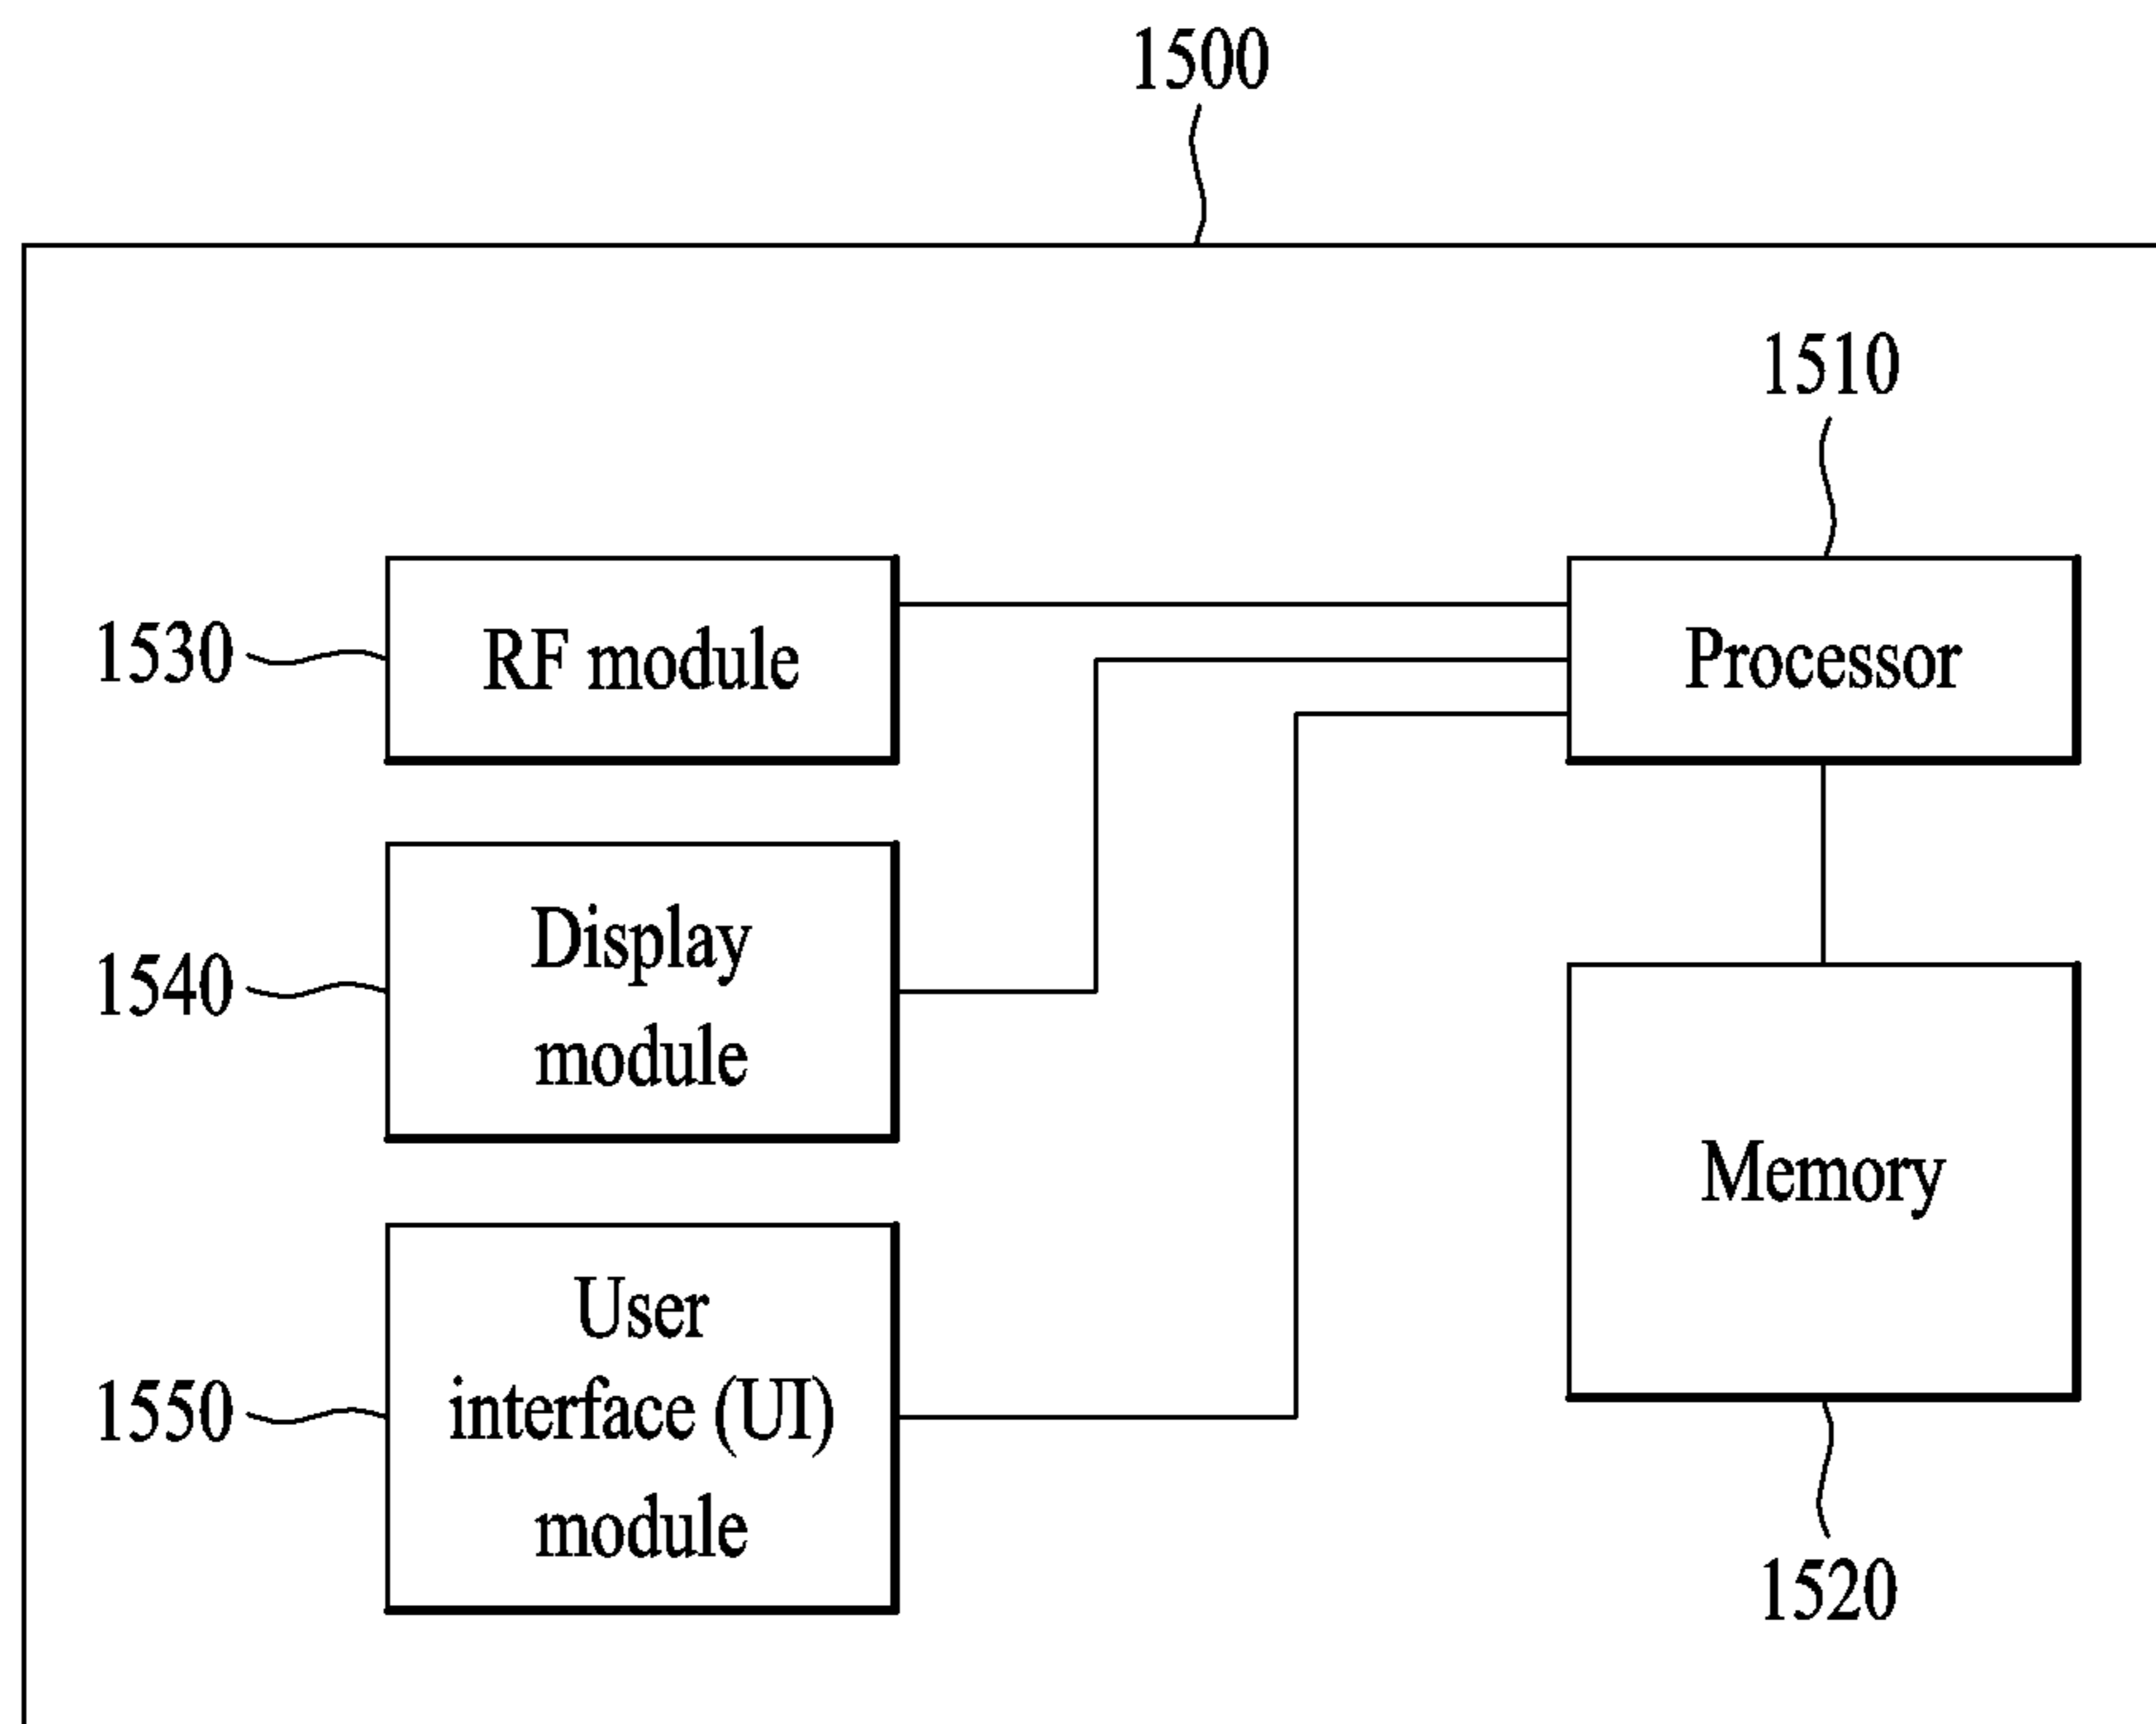 1500
1510
1530
RF module
Processor
1540
Display
module
Memory
1550
User
interface (UI)
module
1520